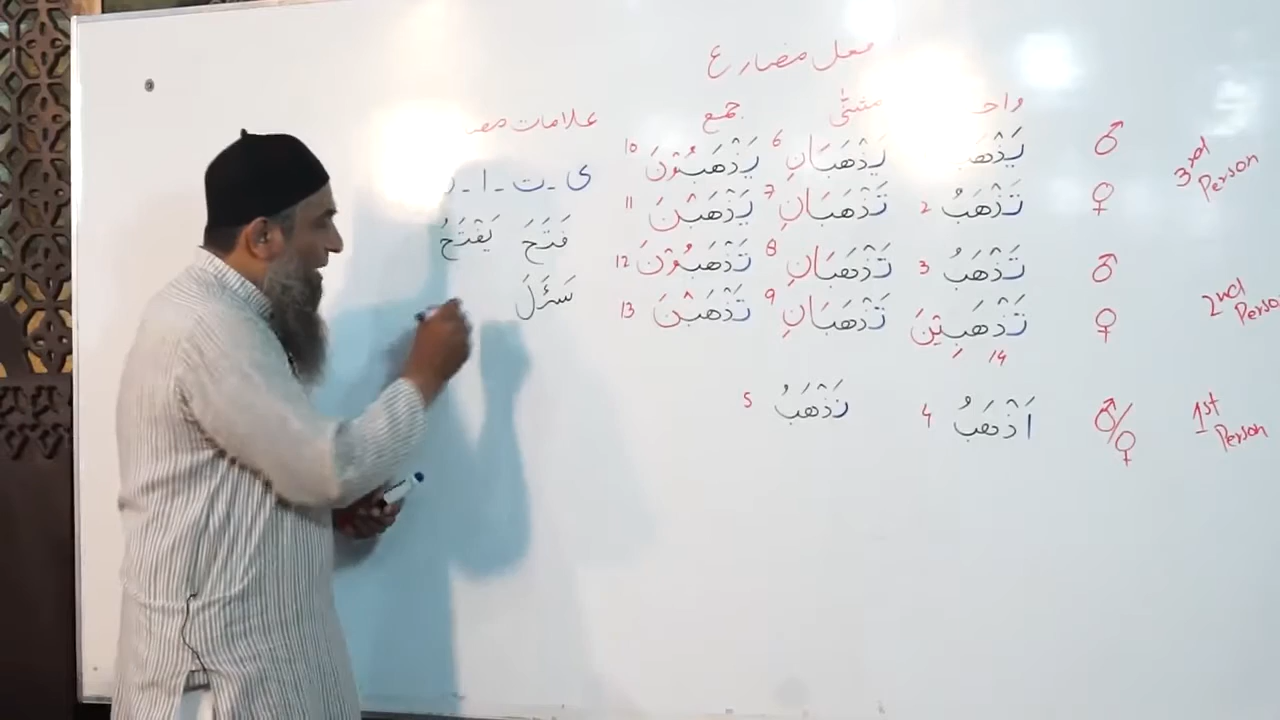 فعل مضارع
واحد مثنّٰى جمع
3rd Person
♂ يَذْهَبُ 6 يَذْهَبَانِ 10 يَذْهَبُوْنَ
♀ تَذْهَبُ 2 تَذْهَبَانِ 7 يَذْهَبْنَ 11
2nd Person
♂ تَذْهَبُ 3 تَذْهَبَانِ 8 تَذْهَبُوْنَ 12
♀ تَذْهَبِيْنَ 14 تَذْهَبَانِ 9 تَذْهَبْنَ 13
1st Person
♂/♀ اَذْهَبُ 4 نَذْهَبُ 5
علامات
ى - ت - ا -
فَتَحَ يَفْتَحُ
سَئَلَ